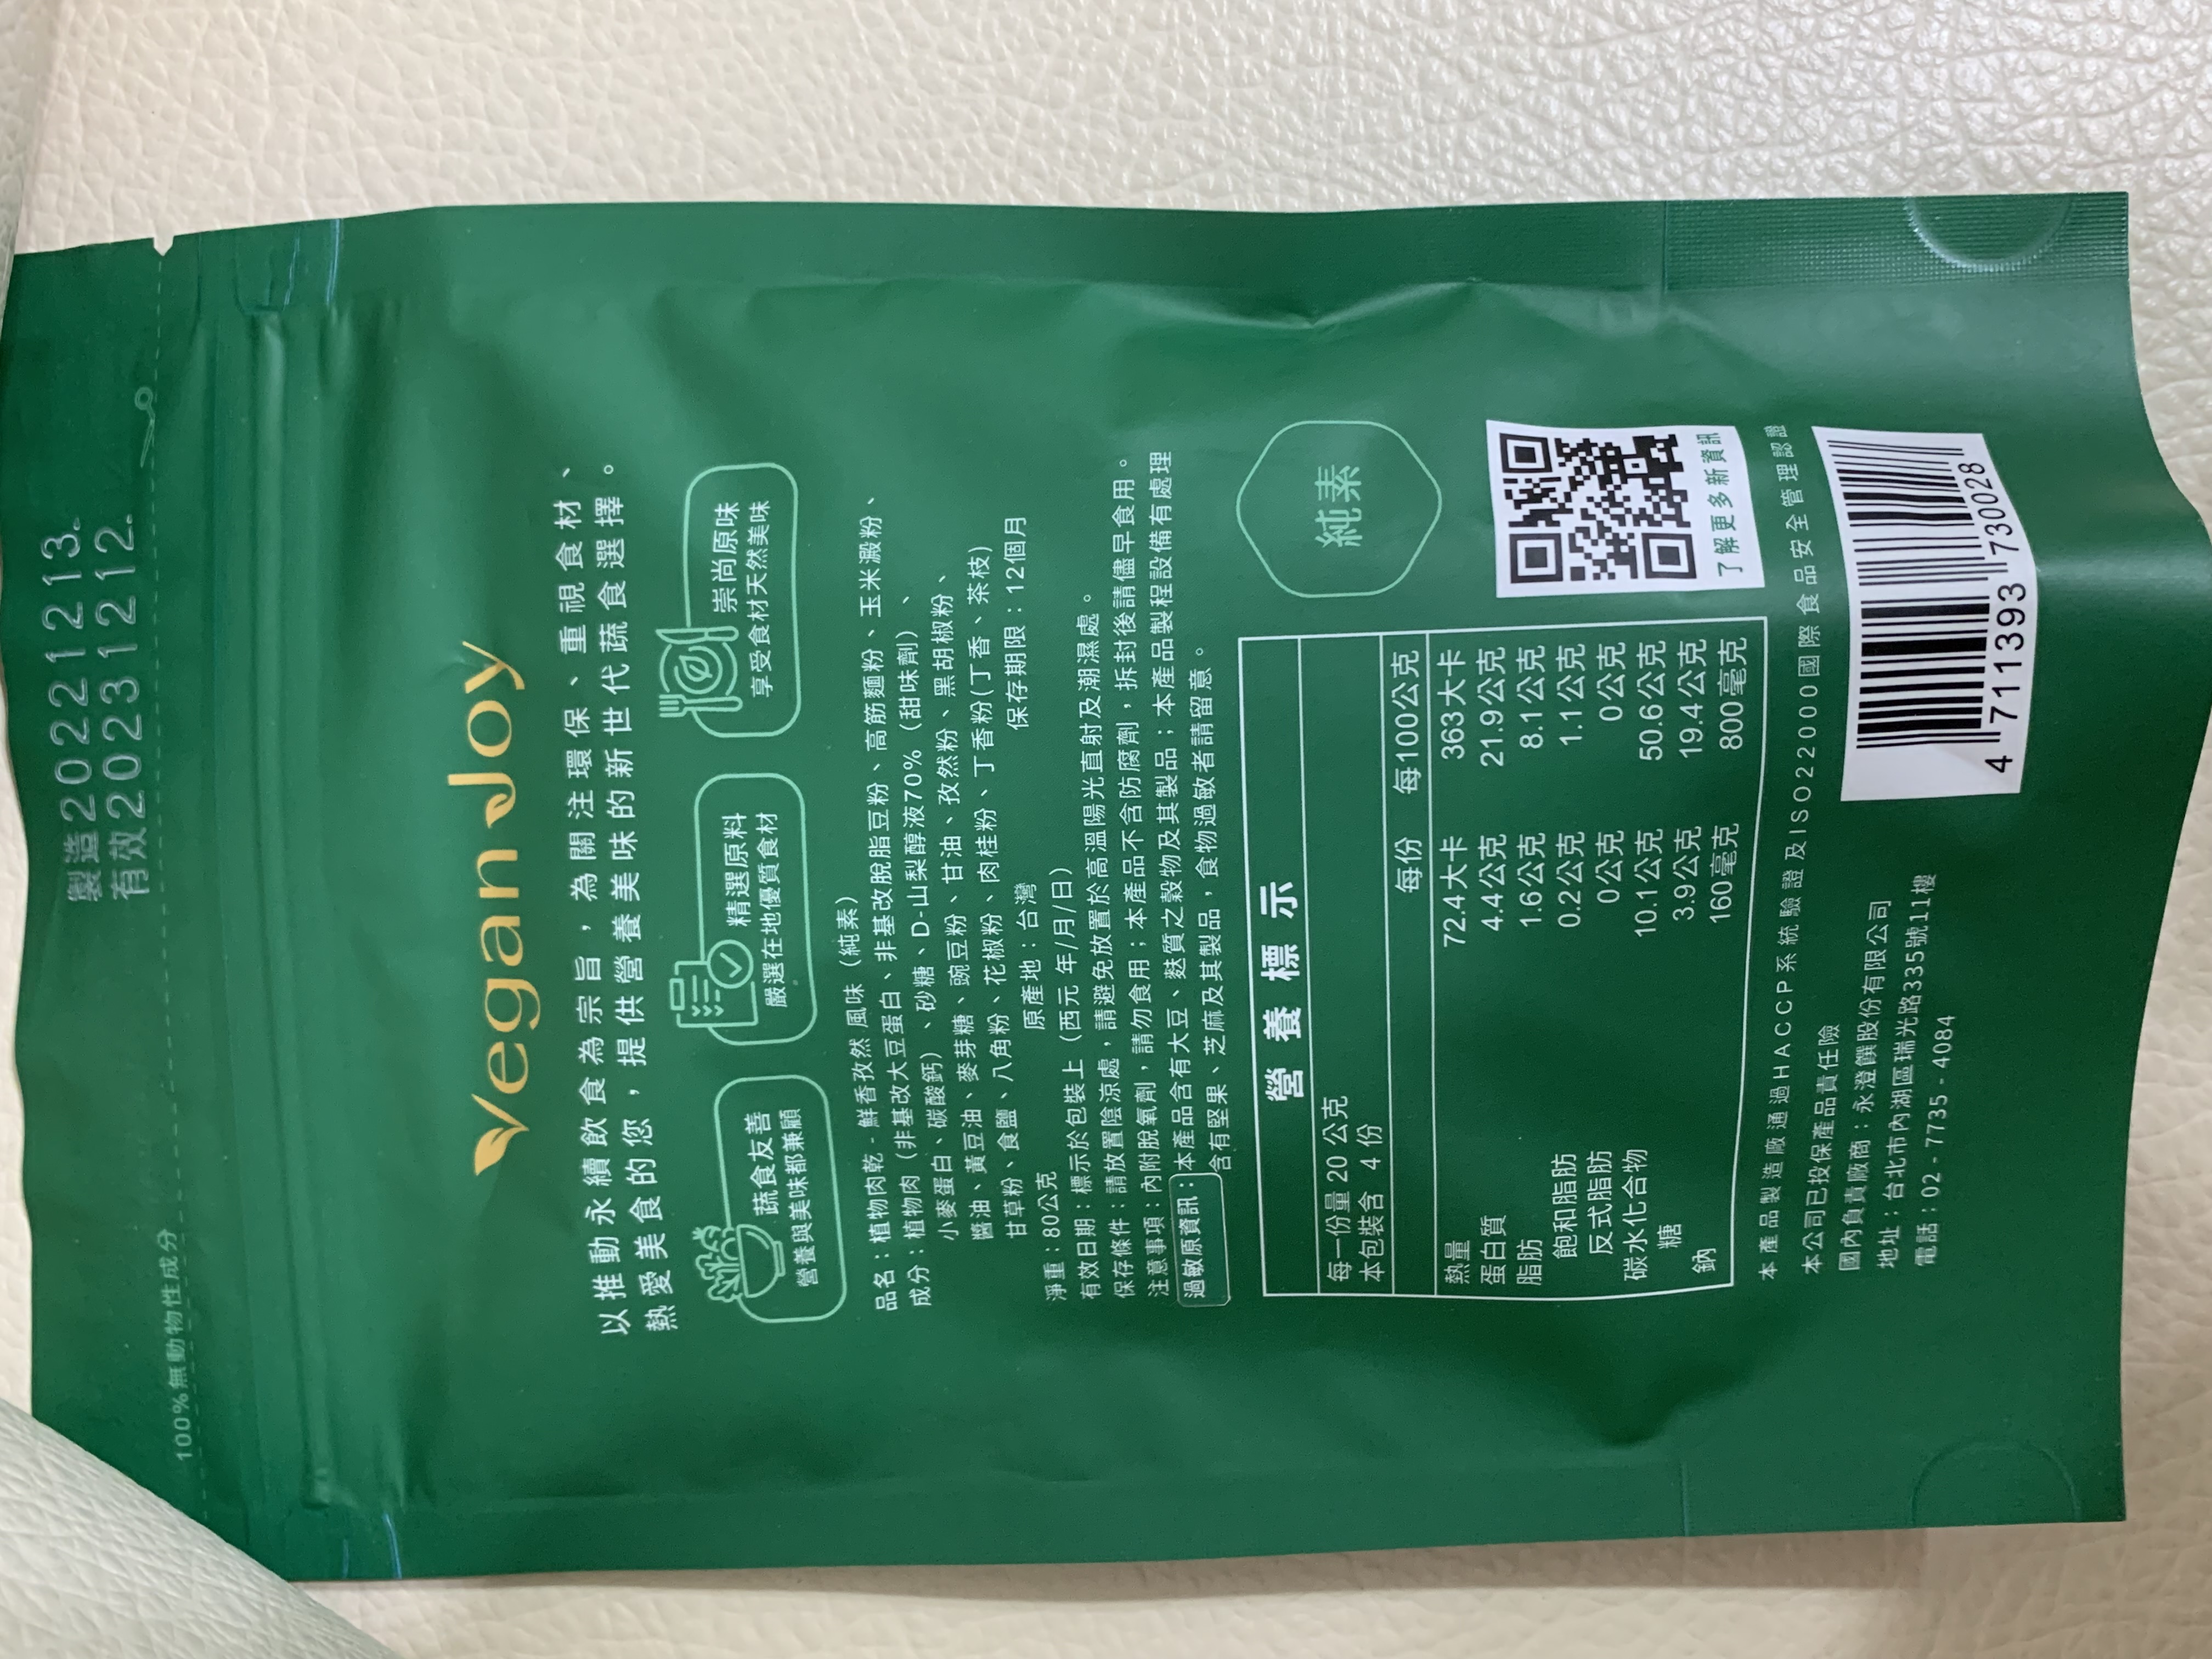 製造20221213.
有效20231212.
100%無動物性成分
Vegan Joy
以推動永續飲食為宗旨，為關注環保、重視食材、
熱愛美食的您，提供營養美味的新世代蔬食選擇。
蔬食友善
營養與美味都兼顧
精選原料
嚴選在地優質食材
崇尚原味
享受食材天然美味
品名：植物肉乾-鮮香孜然風味（純素）
成分：植物肉（非基改大豆蛋白、非基改脫脂豆粉、高筋麵粉、玉米澱粉、
小麥蛋白、碳酸鈣）、砂糖、D-山梨醇液70%（甜味劑）、
醬油、黃豆油、麥芽糖、豌豆粉、甘油、孜然粉、黑胡椒粉、
甘草粉、食鹽、八角粉、花椒粉、肉桂粉、丁香粉(丁香、茶枝)
淨重：80公克 原產地：台灣 保存期限：12個月
有效日期：標示於包裝上（西元 年/月/日）
保存條件：請放置陰涼處，請避免放置於高溫陽光直射及潮濕處。
注意事項：內附脫氧劑，請勿食用；本產品不含防腐劑，拆封後請儘早食用。
過敏原資訊：本產品含有大豆、麩質之穀物及其製品；本產品製程設備有處理
含有堅果、芝麻及其製品，食物過敏者請留意。
純素
營養標示
每一份量 20 公克
本包裝含 4 份
每份 每100公克
熱量 72.4大卡 363大卡
蛋白質 4.4公克 21.9公克
脂肪 1.6公克 8.1公克
飽和脂肪 0.2公克 1.1公克
反式脂肪 0公克 0公克
碳水化合物 10.1公克 50.6公克
糖 3.9公克 19.4公克
鈉 160毫克 800毫克
了解更多新資訊
本產品製造廠通過HACCP系統驗證及ISO22000國際食品安全管理認證
本公司已投保產品責任險
國內負責廠商：永澄饌股份有限公司
地址：台北市內湖區瑞光路335號11樓
電話：02-7735-4084
4 711393 730028